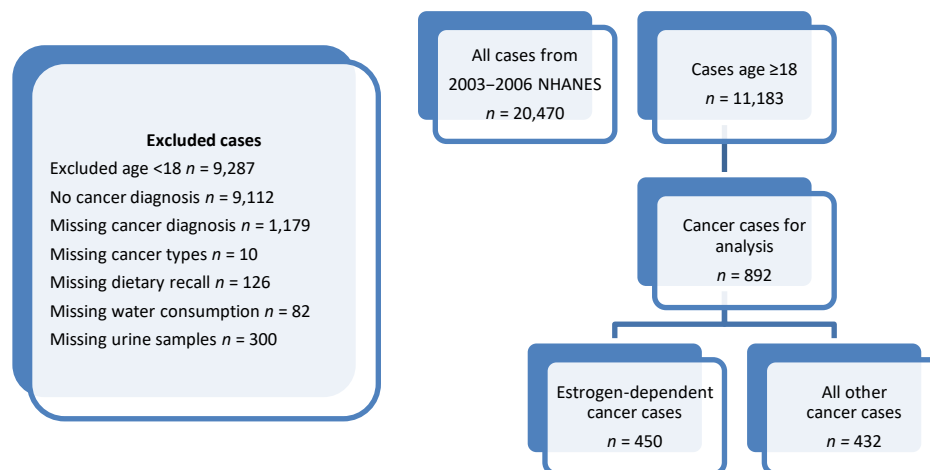 Excluded cases
Excluded age <18 n = 9,287
No cancer diagnosis n = 9,112
Missing cancer diagnosis n = 1,179
Missing cancer types n = 10
Missing dietary recall n = 126
Missing water consumption n = 82
Missing urine samples n = 300
All cases from
2003–2006 NHANES
n = 20,470
Cases age ≥18
n = 11,183
Cancer cases for
analysis
n = 892
Estrogen-dependent
cancer cases
n = 450
All other
cancer cases
n = 432